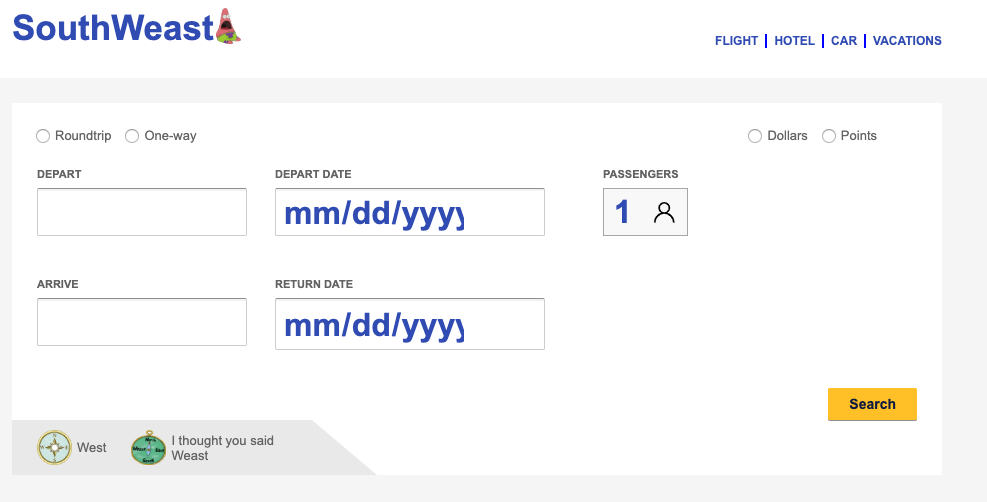 SouthWeast
FLIGHT | HOTEL | CAR | VACATIONS
Roundtrip One-way Dollars Points
DEPART DEPART DATE PASSENGERS
mm/dd/yyyy 1
ARRIVE RETURN DATE
mm/dd/yyyy
Search
West I thought you said
Weast